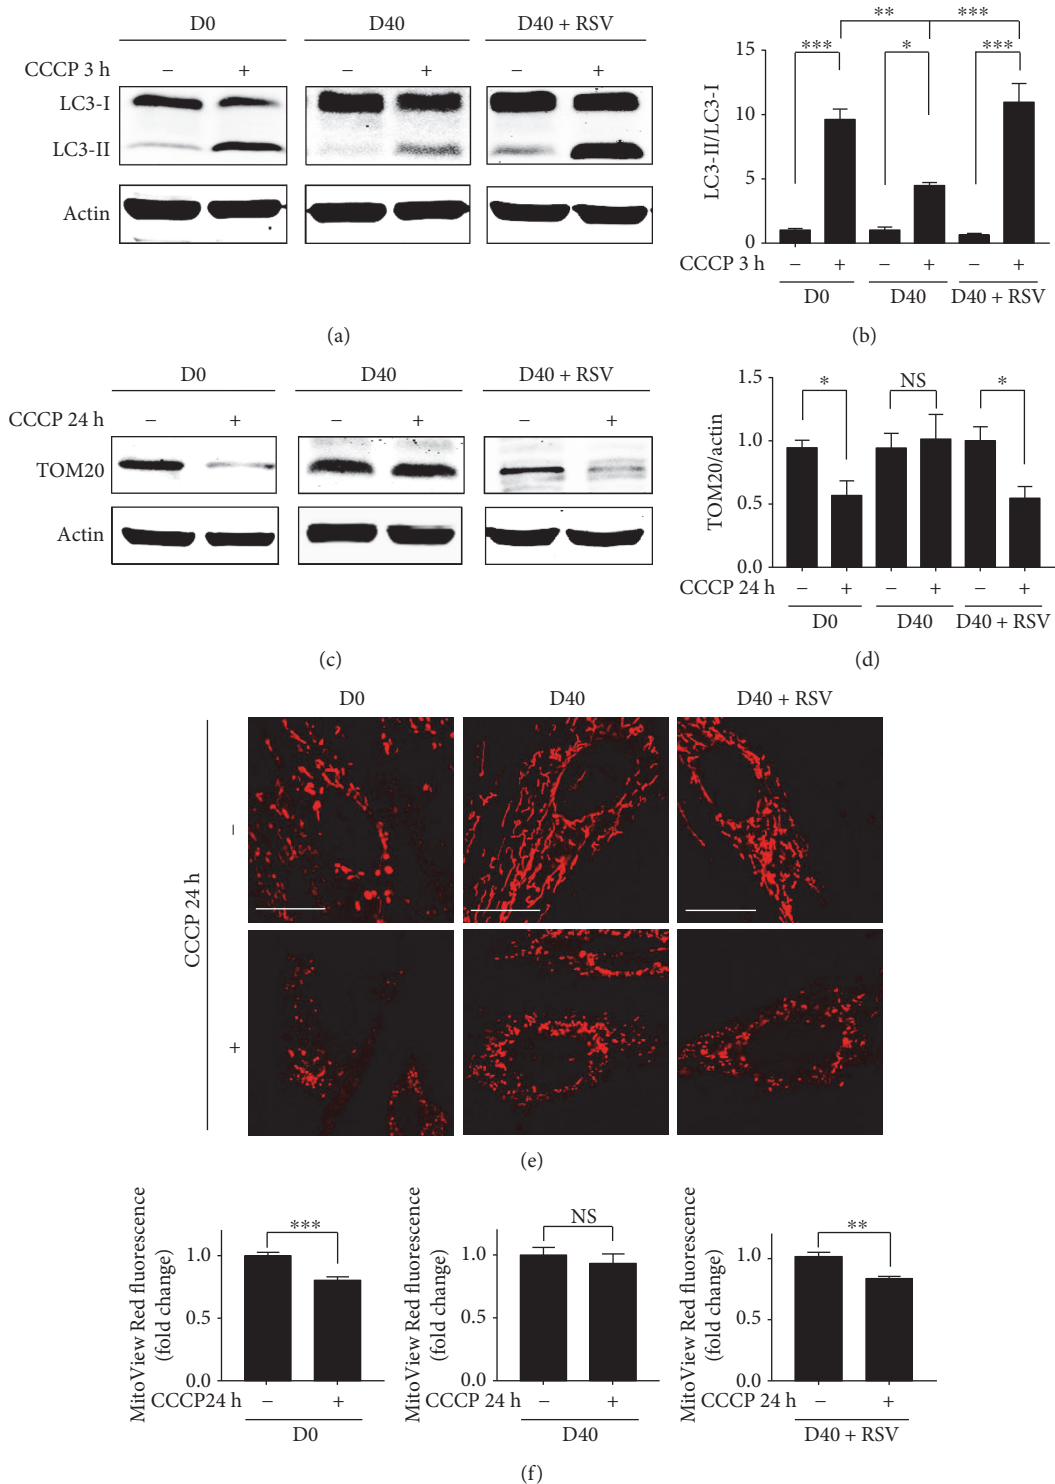 D0 D40 D40 + RSV
CCCP 3 h − + − + − +
LC3-I
LC3-II
Actin
(a)
** ***
*** * ***
15
10
5
0
LC3-II/LC3-I
CCCP 3 h − + − + − +
D0 D40 D40 + RSV
(b)
D0 D40 D40 + RSV
CCCP 24 h − + − + − +
TOM20
Actin
(c)
* NS *
1.5
1.0
0.5
0.0
TOM20/actin
CCCP 24 h − + − + − +
D0 D40 D40 + RSV
(d)
D0 D40 D40 + RSV
CCCP 24 h
−
+
(e)
MitoView Red fluorescence
(fold change)
***
1.0
0.5
0.0
CCCP24 h − +
D0
MitoView Red fluorescence
(fold change)
NS
1.0
0.5
0.0
CCCP 24 h − +
D40
MitoView Red fluorescence
(fold change)
**
1.0
0.5
0.0
CCCP 24 h − +
D40 + RSV
(f)